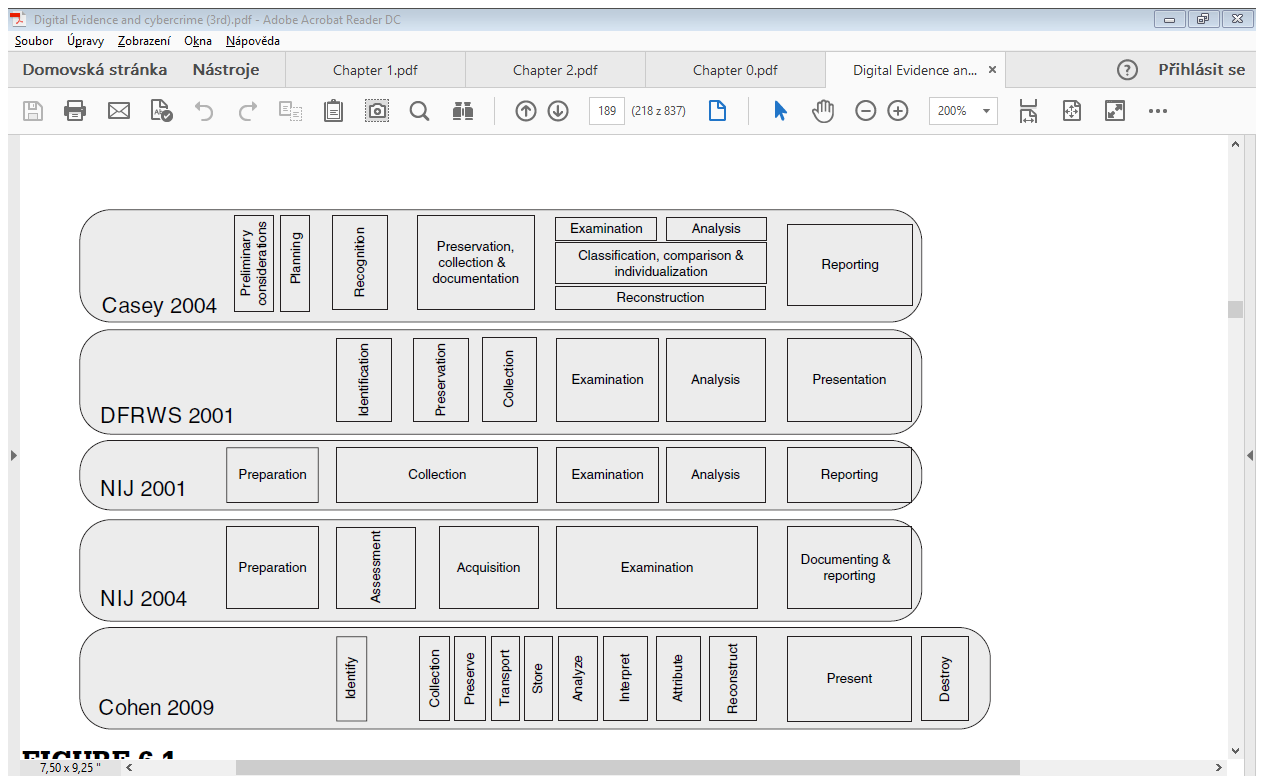 Digital Evidence and cybercrime (3rd).pdf - Adobe Acrobat Reader DC
Soubor Úpravy Zobrazení Okna Nápověda
Domovská stránka Nástroje Chapter 1.pdf Chapter 2.pdf Chapter 0.pdf Digital Evidence an... × ? Přihlásit se
189 (218 z 837) 200%
Preliminary
considerations
Planning
Recognition
Preservation,
collection &
documentation
Examination
Analysis
Classification, comparison &
individualization
Reconstruction
Reporting
Casey 2004
Identification
Preservation
Collection
Examination
Analysis
Presentation
DFRWS 2001
Preparation
Collection
Examination
Analysis
Reporting
NIJ 2001
Preparation
Assessment
Acquisition
Examination
Documenting &
reporting
NIJ 2004
Identify
Collection
Preserve
Transport
Store
Analyze
Interpret
Attribute
Reconstruct
Present
Destroy
Cohen 2009
FIGURE 6.1
7,50 x 9,25 "